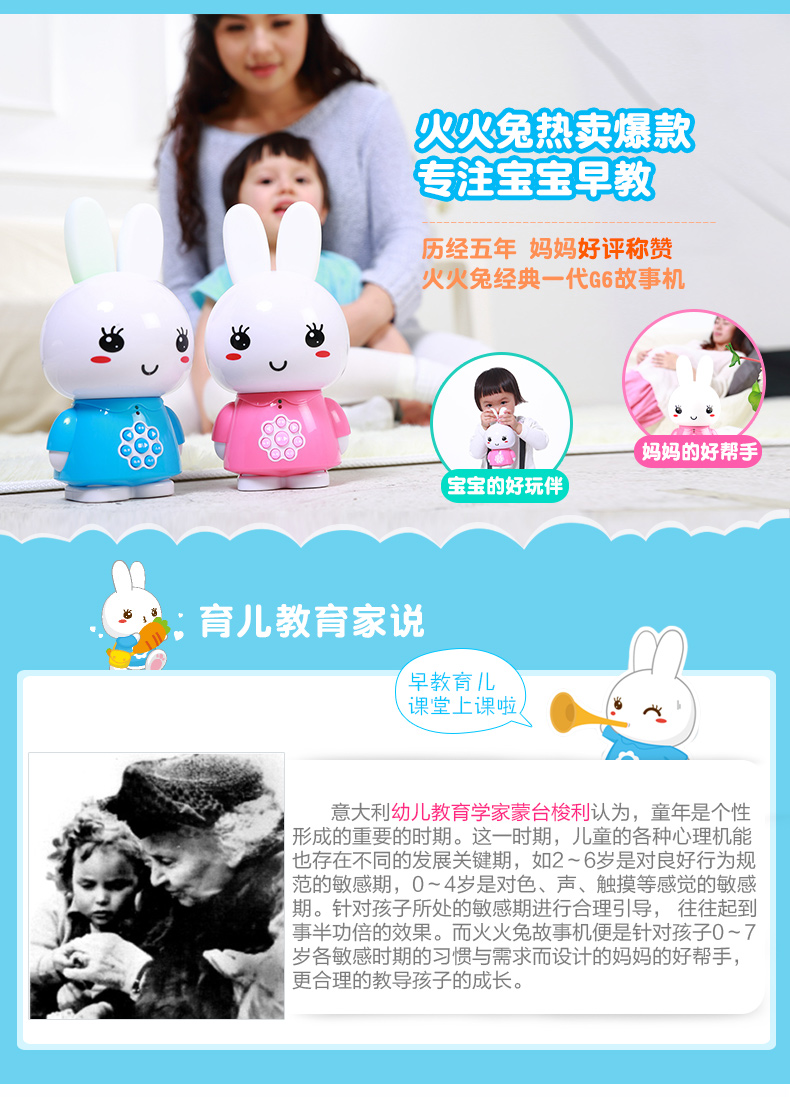 火火兔热卖爆款
专注宝宝早教
历经五年 妈妈好评称赞
火火兔经典一代G6故事机
妈妈的好帮手
宝宝的好玩伴
育儿教育家说
早教育儿
课堂上课啦
意大利幼儿教育学家蒙台梭利认为，童年是个性
形成的重要的时期。这一时期，儿童的各种心理机能
也存在不同的发展关键期，如2～6岁是对良好行为规
范的敏感期，0～4岁是对色、声、触摸等感觉的敏感
期。针对孩子所处的敏感期进行合理引导， 往往起到
事半功倍的效果。而火火兔故事机便是针对孩子0～7
岁各敏感时期的习惯与需求而设计的妈妈的好帮手，
更合理的教导孩子的成长。